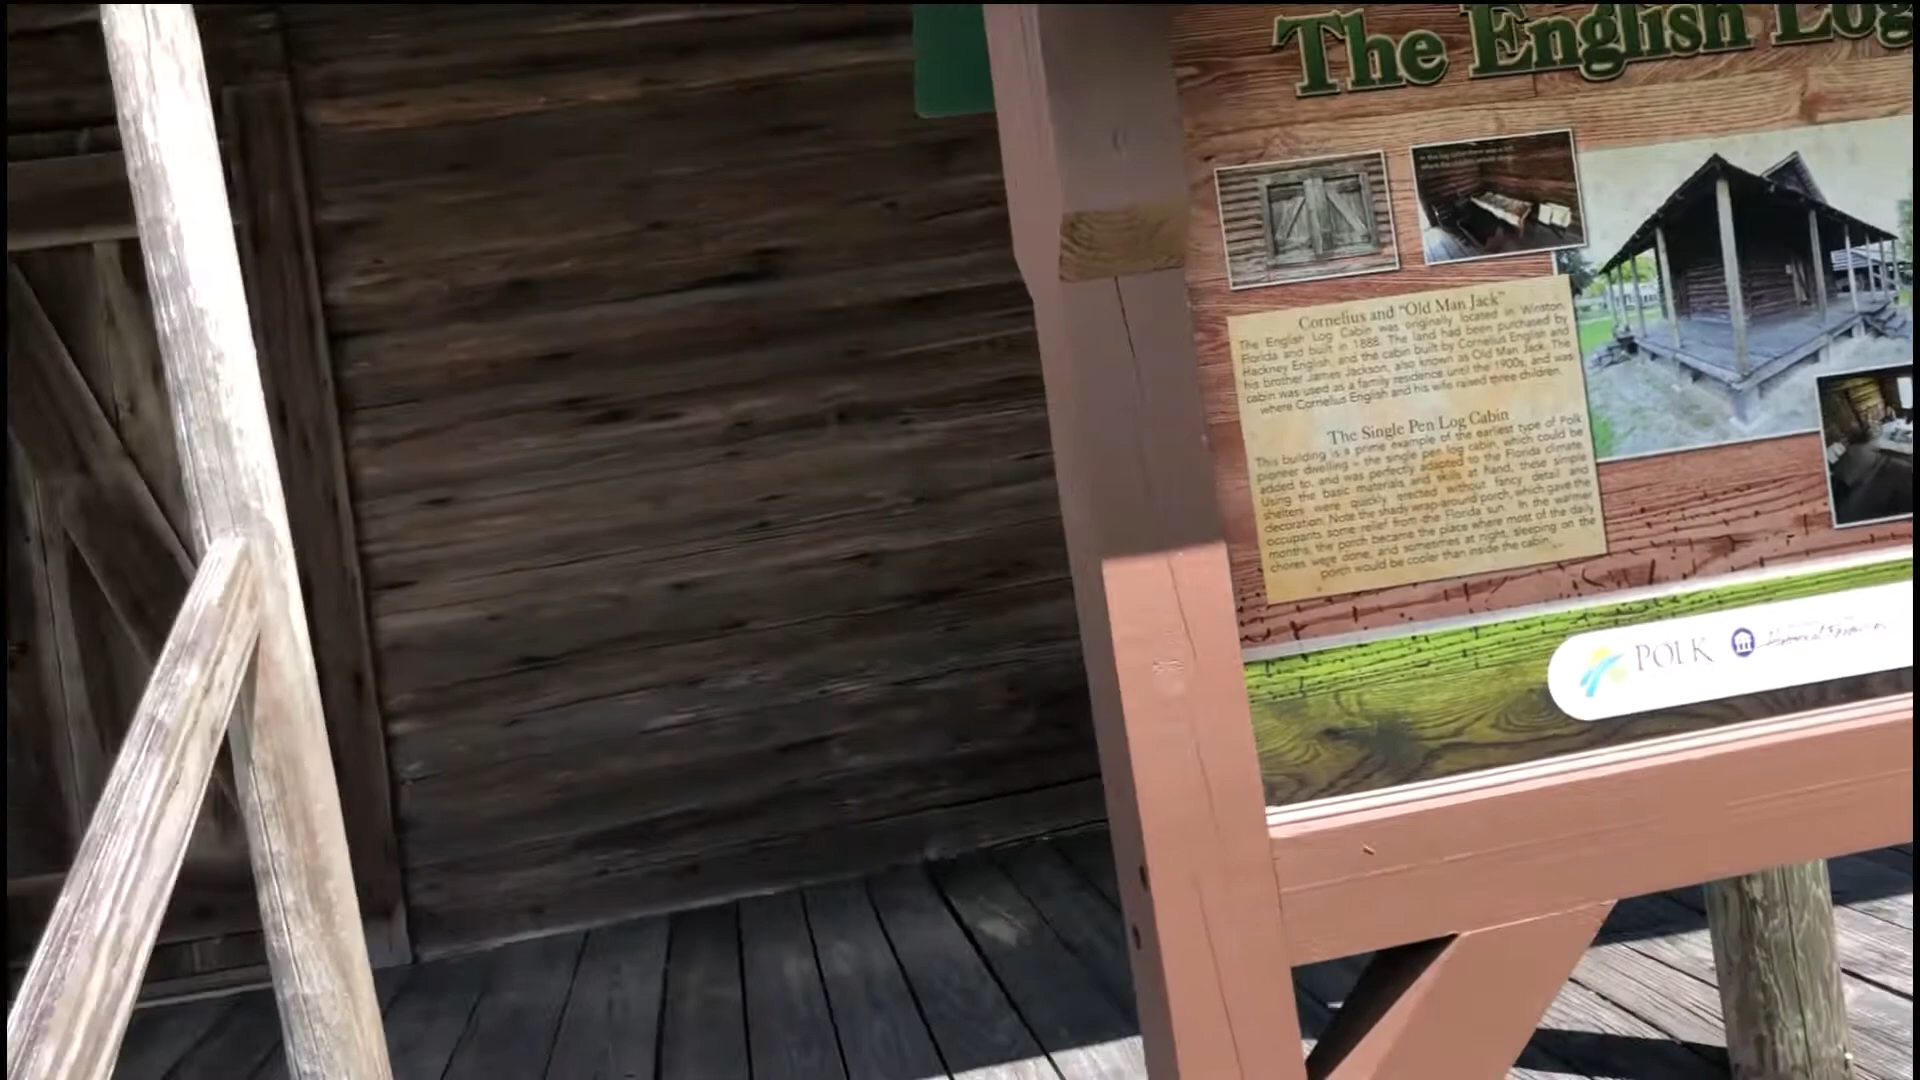 The English Log
Cornelius and "Old Man Jack"
The English Log Cabin was originally located in Winston,
Florida and built in 1888. The land had been purchased by
Hackney English, and the cabin built by Cornelius English and
his brother James Jackson, also known as Old Man Jack. The
cabin was used as a family residence until the 1900s, and was
where Cornelius English and his wife raised three children.
The Single Pen Log Cabin
This building is a prime example of the earliest type of Polk
pioneer dwelling - the single pen log cabin, which could be
added to, and was perfectly adapted to the Florida climate.
Using the basic materials and skills at hand, these simple
shelters were quickly erected without fancy detail and
decoration. Note the shady wrap-around porch, which gave the
occupants some relief from the Florida sun. In the warmer
months, the porch became the place where most of the daily
chores were done, and sometimes at night, sleeping on the
porch would be cooler than inside the cabin.
POLK